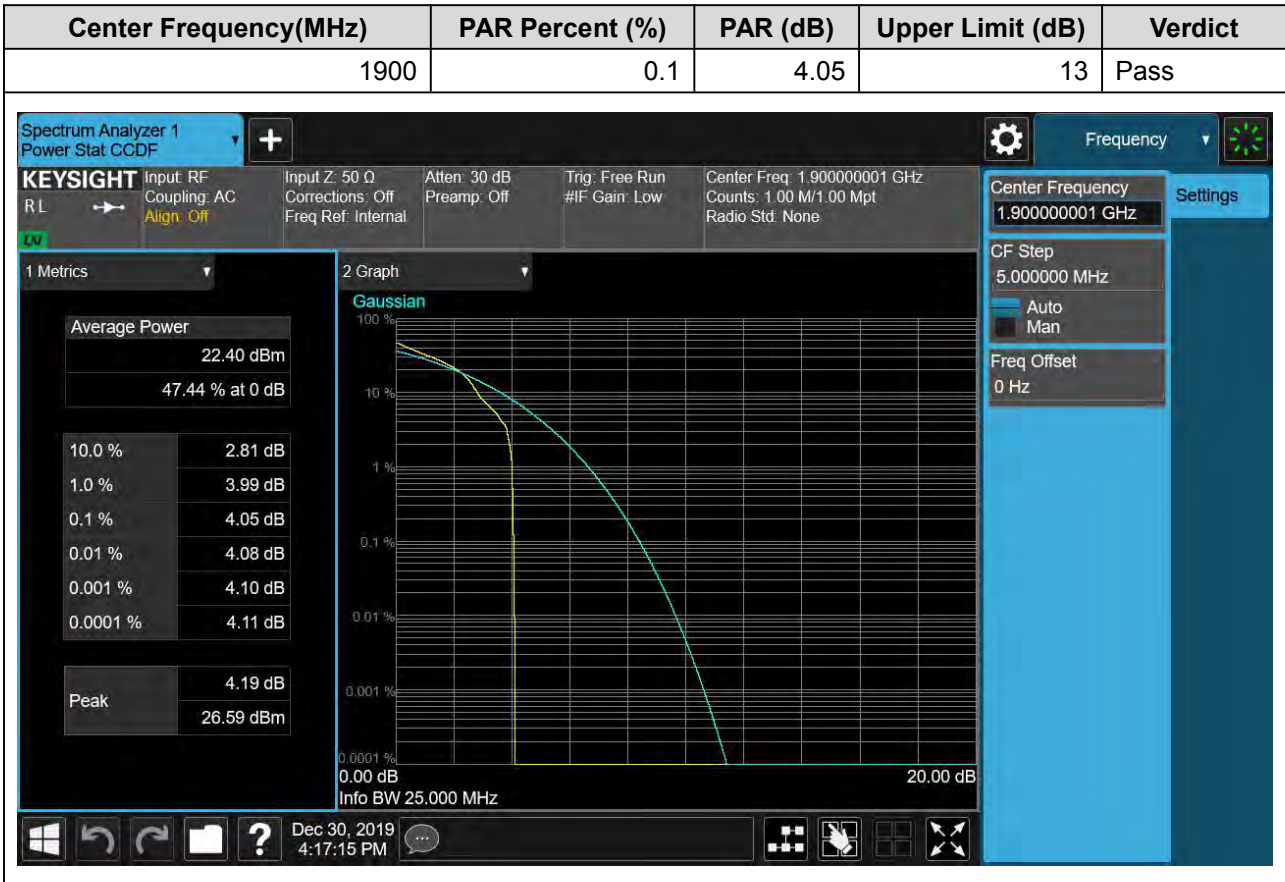 Center Frequency(MHz) PAR Percent (%) PAR (dB) Upper Limit (dB) Verdict
1900 0.1 4.05 13 Pass
Spectrum Analyzer 1
Power Stat CCDF
+
Frequency
KEYSIGHT
RL
LXI
Input: RF
Coupling: AC
Align: Off
Input Z: 50 Ω
Corrections: Off
Freq Ref: Internal
Atten: 30 dB
Preamp: Off
Trig: Free Run
#IF Gain: Low
Center Freq: 1.900000001 GHz
Counts: 1.00 M/1.00 Mpt
Radio Std: None
Center Frequency
1.900000001 GHz
Settings
CF Step
5.000000 MHz
Auto
Man
Freq Offset
0 Hz
1 Metrics
Average Power
22.40 dBm
47.44 % at 0 dB
10.0 % 2.81 dB
1.0 % 3.99 dB
0.1 % 4.05 dB
0.01 % 4.08 dB
0.001 % 4.10 dB
0.0001 % 4.11 dB
Peak
4.19 dB
26.59 dBm
2 Graph
Gaussian
100 %
10 %
1 %
0.1 %
0.01 %
0.001 %
0.0001 %
0.00 dB 20.00 dB
Info BW 25.000 MHz
?
Dec 30, 2019
4:17:15 PM